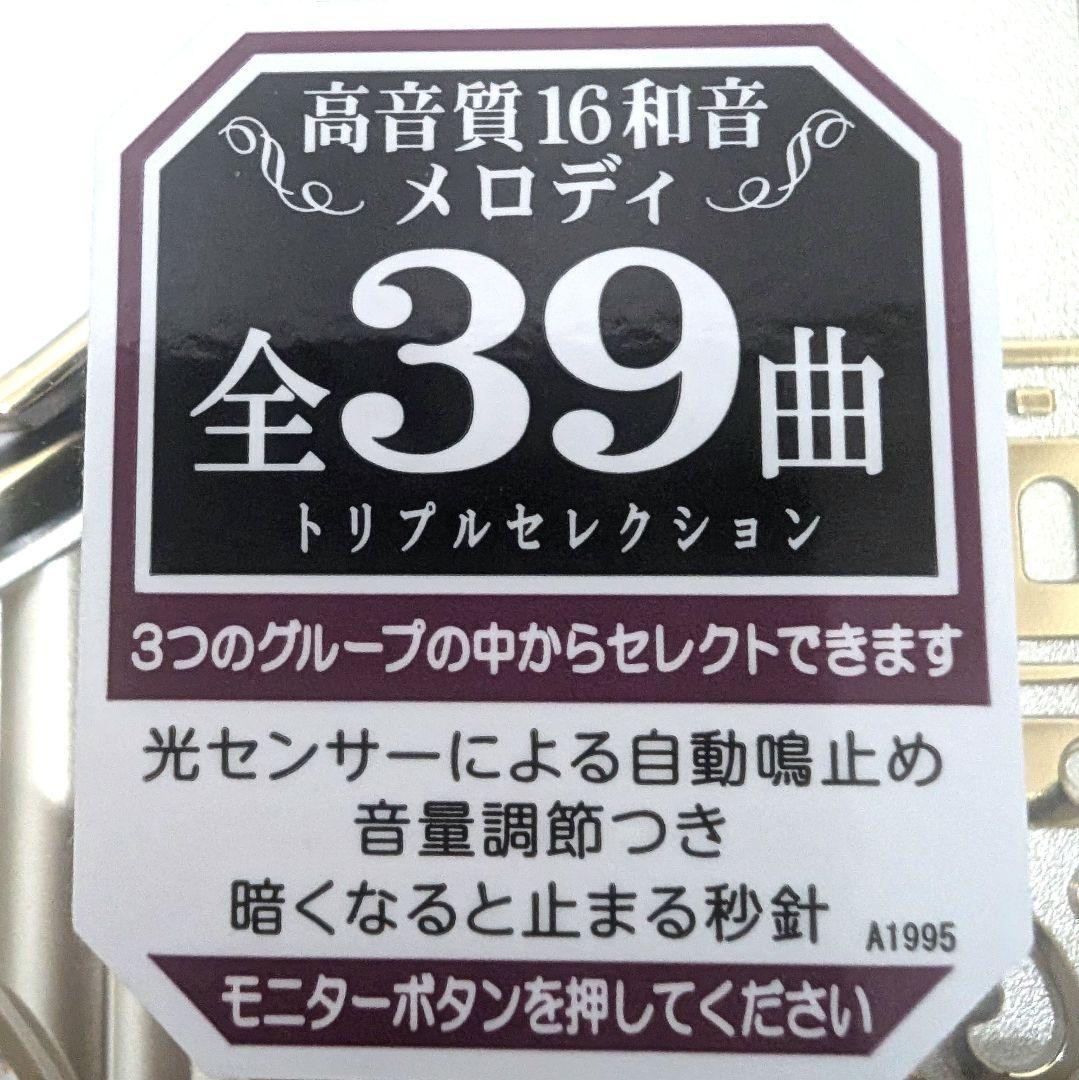 高音質16和音
メロディ
全39曲
トリプルセレクション
3つのグループの中からセレクトできます
光センサーによる自動鳴止め
音量調節つき
暗くなると止まる秒針
A1995
モニターボタンを押してください